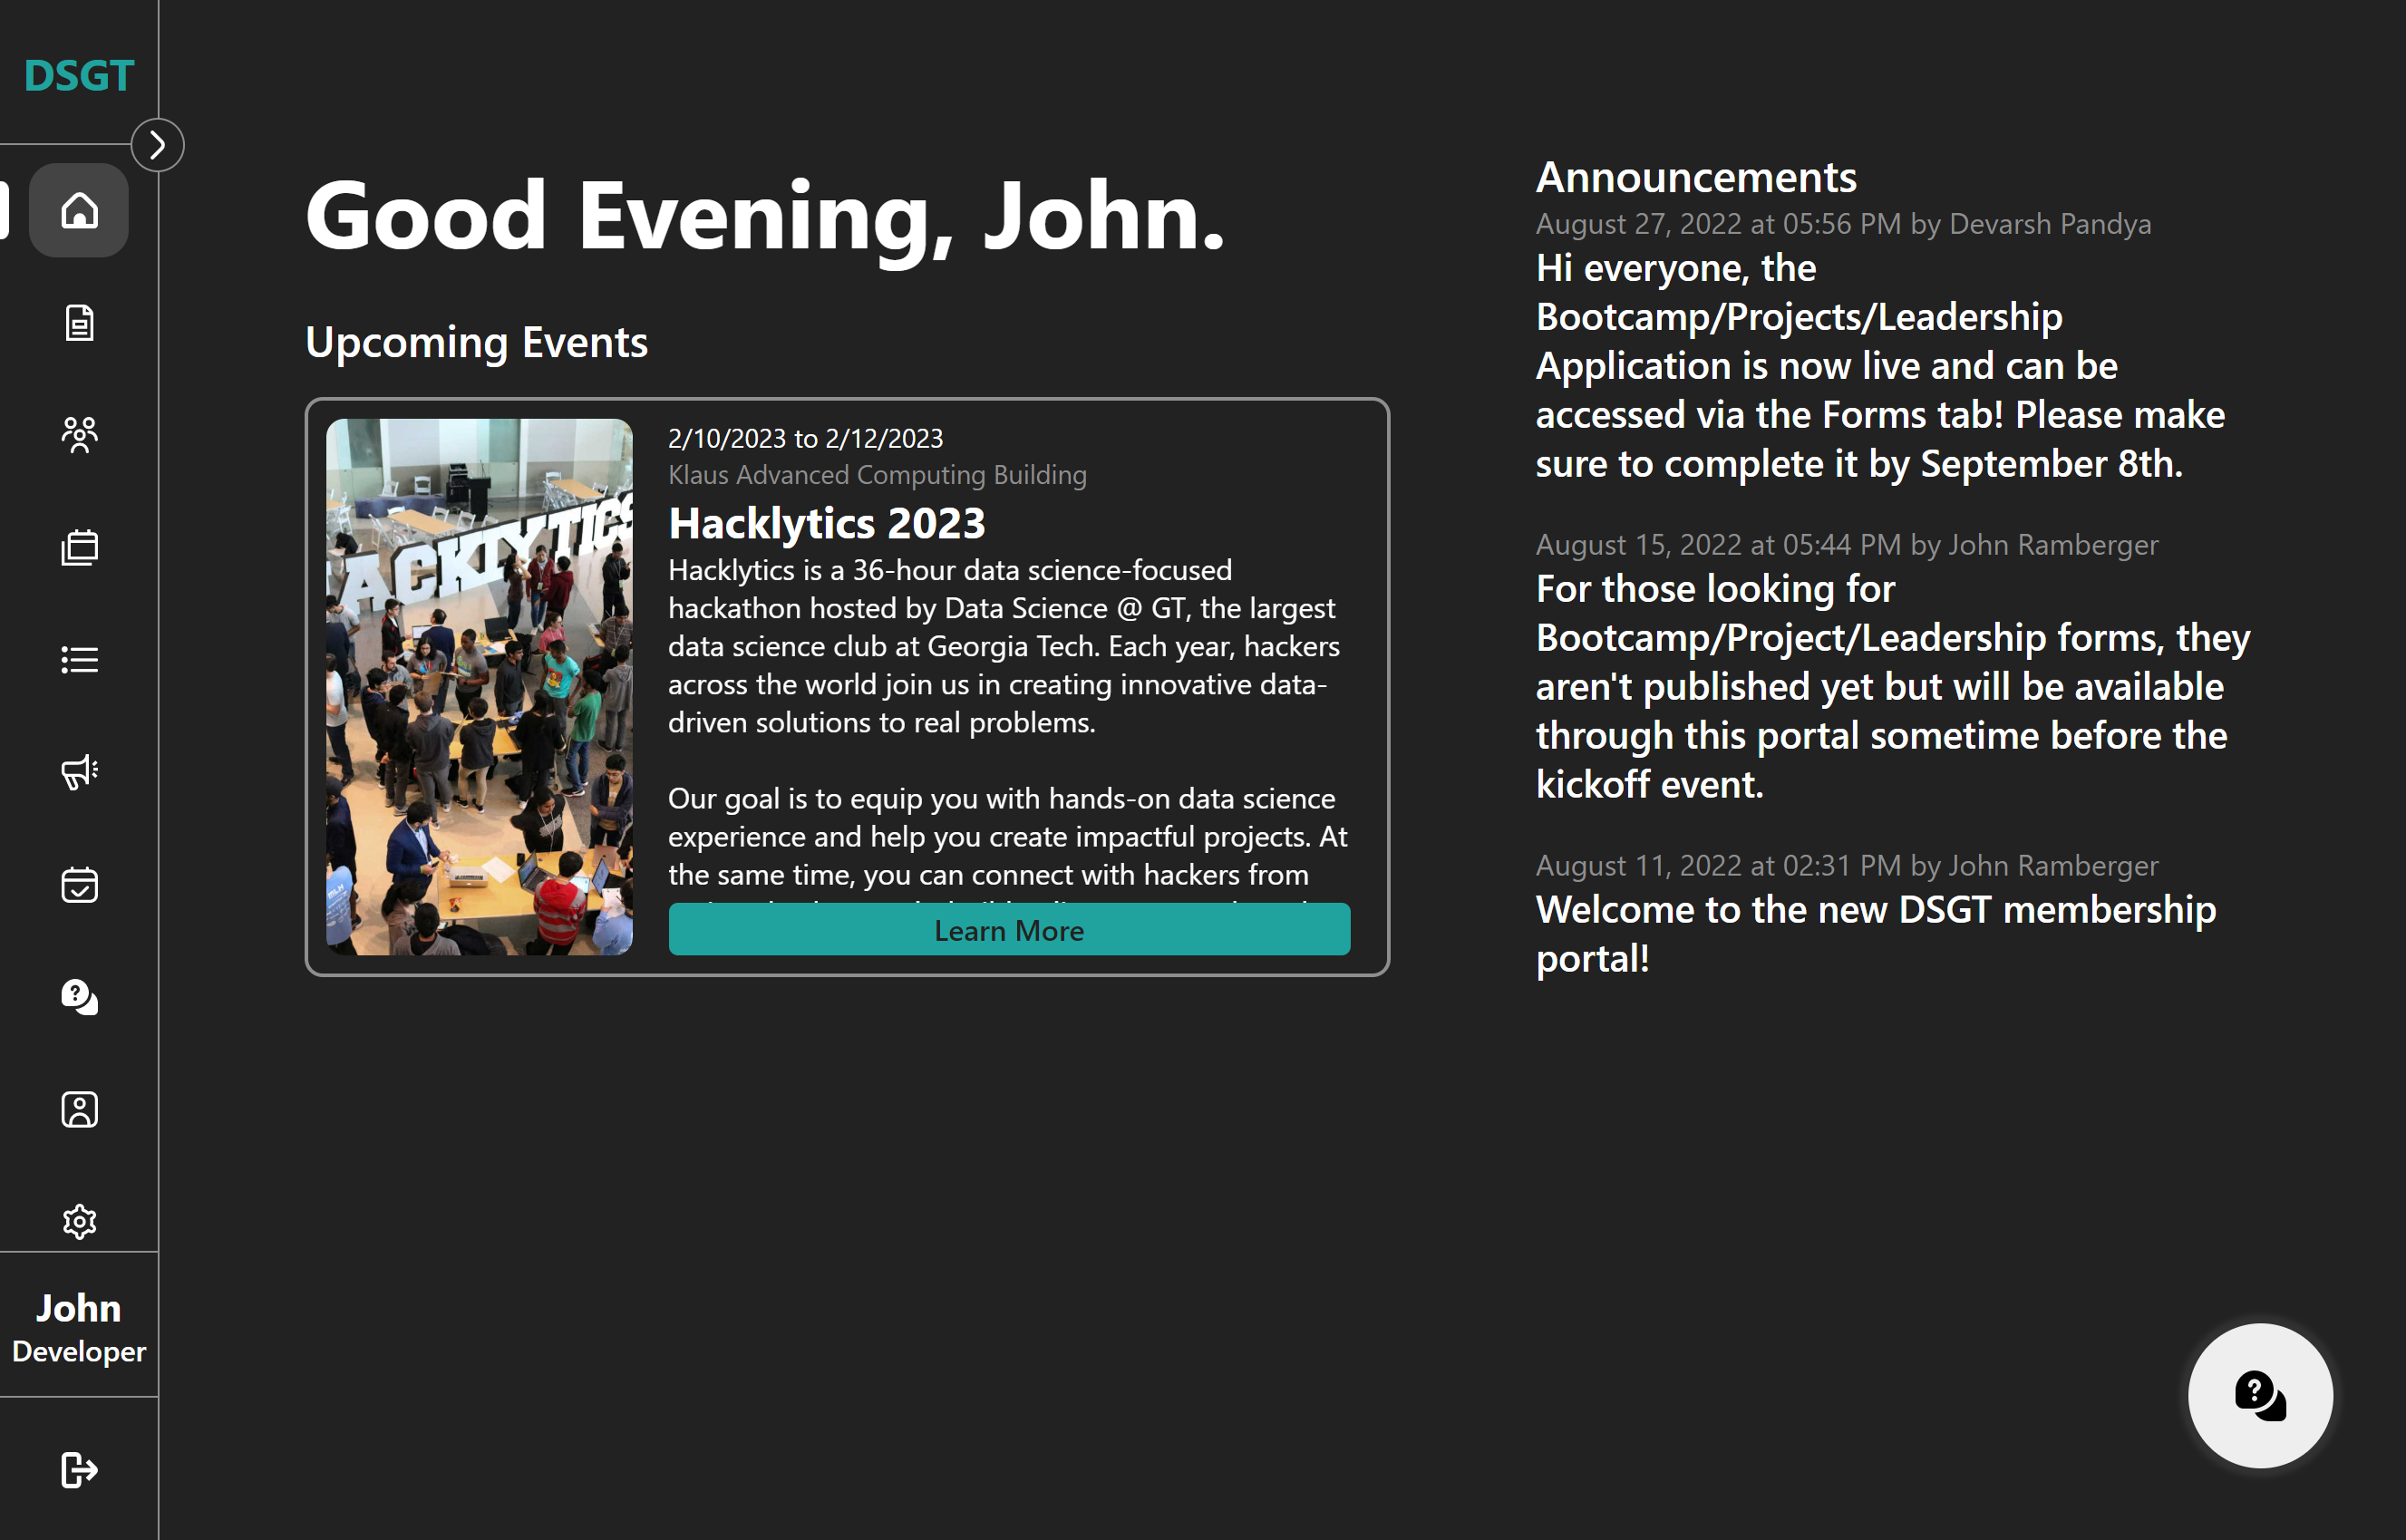 DSGT
Good Evening, John.
Upcoming Events
2/10/2023 to 2/12/2023
Klaus Advanced Computing Building
Hacklytics 2023
Hacklytics is a 36-hour data science-focused
hackathon hosted by Data Science @ GT, the largest
data science club at Georgia Tech. Each year, hackers
across the world join us in creating innovative data-
driven solutions to real problems.
Our goal is to equip you with hands-on data science
experience and help you create impactful projects. At
the same time, you can connect with hackers from
Learn More
ACKLYTICS
Announcements
August 27, 2022 at 05:56 PM by Devarsh Pandya
Hi everyone, the
Bootcamp/Projects/Leadership
Application is now live and can be
accessed via the Forms tab! Please make
sure to complete it by September 8th.
August 15, 2022 at 05:44 PM by John Ramberger
For those looking for
Bootcamp/Project/Leadership forms, they
aren't published yet but will be available
through this portal sometime before the
kickoff event.
August 11, 2022 at 02:31 PM by John Ramberger
Welcome to the new DSGT membership
portal!
John
Developer